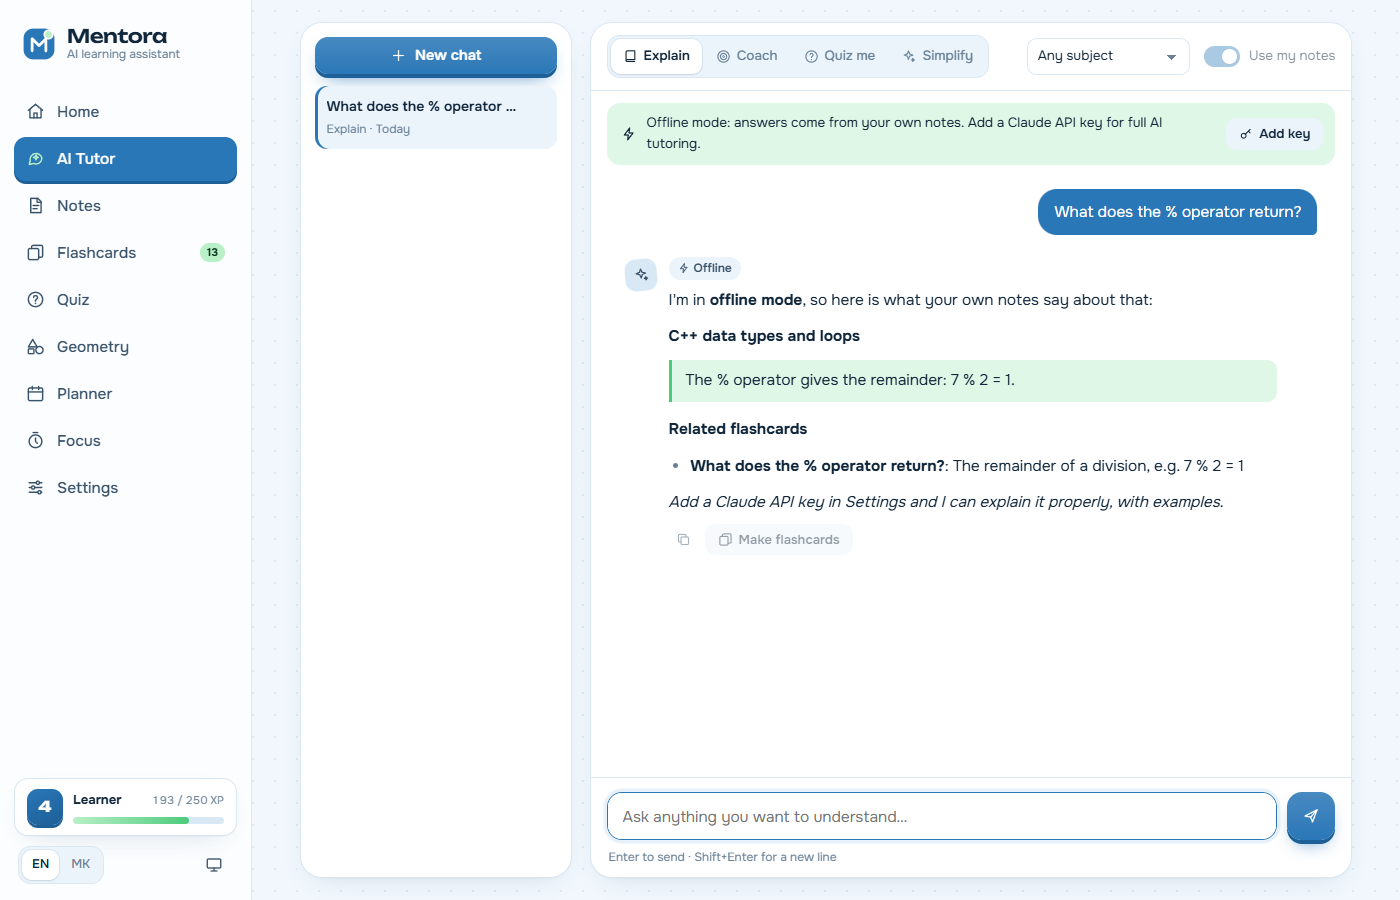 Mentora
AI learning assistant
Home
AI Tutor
Notes
Flashcards 13
Quiz
Geometry
Planner
Focus
Settings
4 Learner 193 / 250 XP
EN MK
New chat
What does the % operator ...
Explain · Today
Explain Coach Quiz me Simplify Any subject Use my notes
Offline mode: answers come from your own notes. Add a Claude API key for full AI
tutoring.
Add key
What does the % operator return?
Offline
I'm in offline mode, so here is what your own notes say about that:
C++ data types and loops
The % operator gives the remainder: 7 % 2 = 1.
Related flashcards
• What does the % operator return?: The remainder of a division, e.g. 7 % 2 = 1
Add a Claude API key in Settings and I can explain it properly, with examples.
Make flashcards
Ask anything you want to understand...
Enter to send · Shift+Enter for a new line